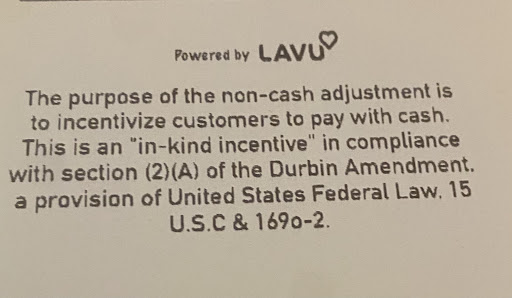 Powered by LAVU
The purpose of the non-cash adjustment is
to incentivize customers to pay with cash.
This is an "in-kind incentive" in compliance
with section (2)(A) of the Durbin Amendment.
a provision of United States Federal Law. 15
U.S.C & 169o-2.